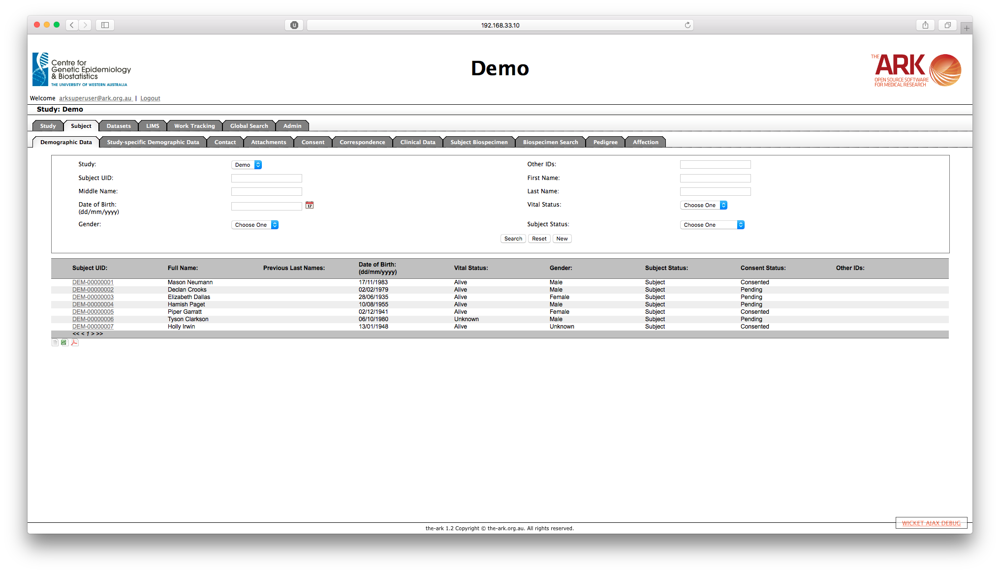 192.168.33.10
Centre for
Genetic Epidemiology
& Biostatistics
THE UNIVERSITY OF WESTERN AUSTRALIA
Demo
THE ARK
OPEN SOURCE SOFTWARE
FOR MEDICAL RESEARCH
Welcome arksuperuser@ark.org.au | Logout
Study: Demo
Study Subject Datasets LIMS Work Tracking Global Search Admin
Demographic Data Study-specific Demographic Data Contact Attachments Consent Correspondence Clinical Data Subject Biospecimen Biospecimen Search Pedigree Affection
Study: Demo Other IDs:
Subject UID: First Name:
Middle Name: Last Name:
Date of Birth: 17 Vital Status: Choose One
(dd/mm/yyyy)
Gender: Choose One Subject Status: Choose One
Search Reset New
Subject UID: Full Name: Previous Last Names: Date of Birth: (dd/mm/yyyy) Vital Status: Gender: Subject Status: Consent Status: Other IDs:
DEM-00000001 Mason Neumann 17/11/1983 Alive Male Subject Consented
DEM-00000002 Declan Crooks 02/02/1979 Alive Male Subject Pending
DEM-00000003 Elizabeth Dallas 28/06/1935 Alive Female Subject Pending
DEM-00000004 Hamish Paget 10/08/1955 Alive Male Subject Pending
DEM-00000005 Piper Garratt 02/12/1941 Alive Female Subject Consented
DEM-00000006 Tyson Clarkson 06/10/1980 Unknown Male Subject Pending
DEM-00000007 Holly Irwin 13/01/1948 Alive Unknown Subject Consented
<< < 1 > >>
WICKET AJAX DEBUG
the-ark 1.2 Copyright © the-ark.org.au. All rights reserved.